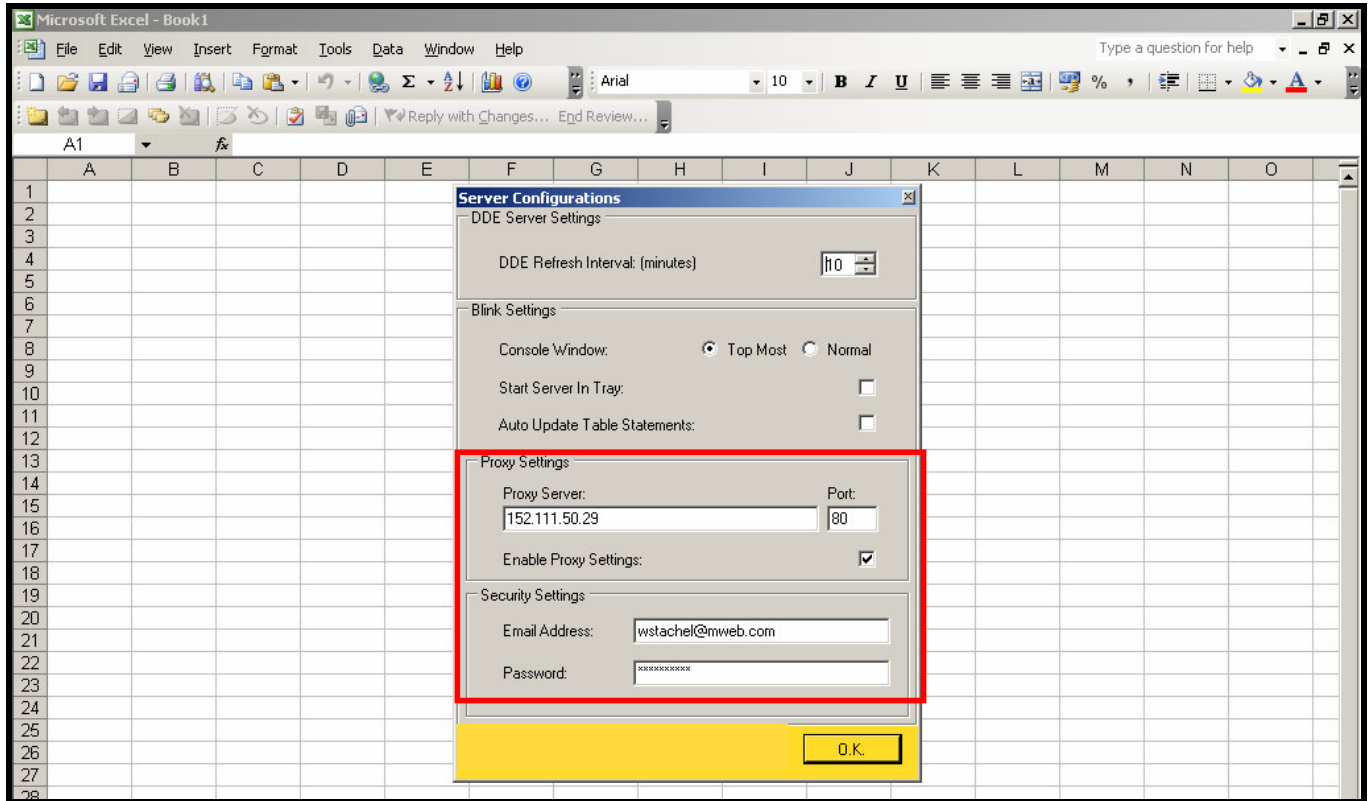 Microsoft Excel - Book1
File Edit View Insert Format Tools Data Window Help Type a question for help
Arial 10 B I U % ,
Reply with Changes... End Review...
A1 fx
A B C D E F G H I J K L M N O
1
2
3
4
5
6
7
8
9
10
11
12
13
14
15
16
17
18
19
20
21
22
23
24
25
26
27
28
Server Configurations
DDE Server Settings
DDE Refresh Interval: (minutes) 10
Blink Settings
Console Window: Top Most Normal
Start Server In Tray:
Auto Update Table Statements:
Proxy Settings
Proxy Server: Port:
152.111.50.29 80
Enable Proxy Settings:
Security Settings
Email Address: wstachel@mweb.com
Password: **********
O.K.